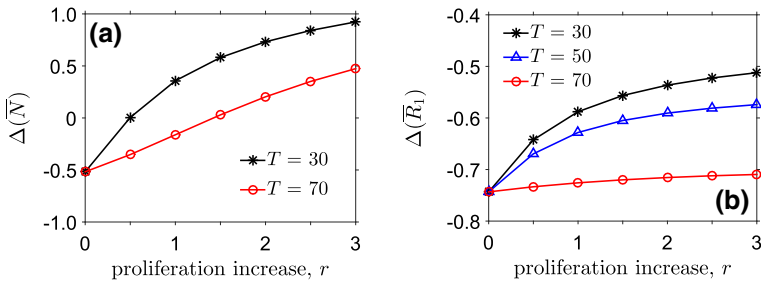 (a)
1.0
0.5
0
-0.5
-1.0
Δ(N̅)
T = 30
T = 70
0 1 2 3
proliferation increase, r
-0.4
-0.5
-0.6
-0.7
-0.8
Δ(R̅₁)
T = 30
T = 50
T = 70
(b)
0 1 2 3
proliferation increase, r